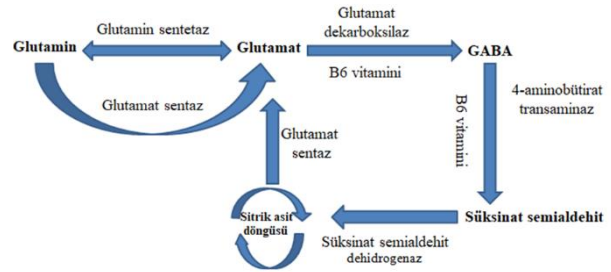 Glutamin
Glutamin sentetaz
Glutamat
Glutamat
dekarboksilaz
B6 vitamini
GABA
Glutamat sentaz
Glutamat
sentaz
B6 vitamini
4-aminobütirat
transaminaz
Sitrik asit
döngüsü
Süksinat semialdehit
dehidrogenaz
Süksinat semialdehit